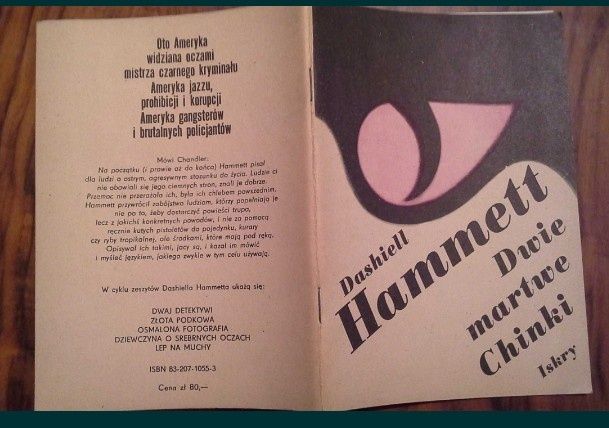 Oto Ameryka
widziana oczami
mistrza czarnego kryminału
Ameryka jazzu,
prohibicji i korupcji
Ameryka gangsterów
i brutalnych policjantów
Mówi Chandler:
Na początku (i prawie aż do końca) Hammett pisał
dla ludzi o ostrym, agresywnym stosunku do życia. Ludzie ci
nie obawiali się jego ciemnych stron, znali je dobrze.
Przemoc nie przerażała ich, była ich chlebem powszednim.
Hammett przywrócił zabójstwa ludziom, którzy popełniają je
nie po to, żeby dostarczyć powieści trupa,
lecz z jakichś konkretnych powodów, i nie za pomocą
ręcznie kutych pistoletów do pojedynku, kurary
czy ryby tropikalnej, ale środkami, które mają pod ręką.
Opisywał ich takimi, jacy są, i kazał im mówić
i myśleć językiem, jakiego zwykle w tym celu używają.
W cyklu zeszytów Dashiella Hammetta ukażą się:
DWAJ DETEKTYWI
ZŁOTA PODKOWA
OSMALONA FOTOGRAFIA
DZIEWCZYNA O SREBRNYCH OCZACH
LEP NA MUCHY
ISBN 83-207-1055-3
Cena zł 80,—
Dashiell
Hammett
Dwie
martwe
Chinki
Iskry